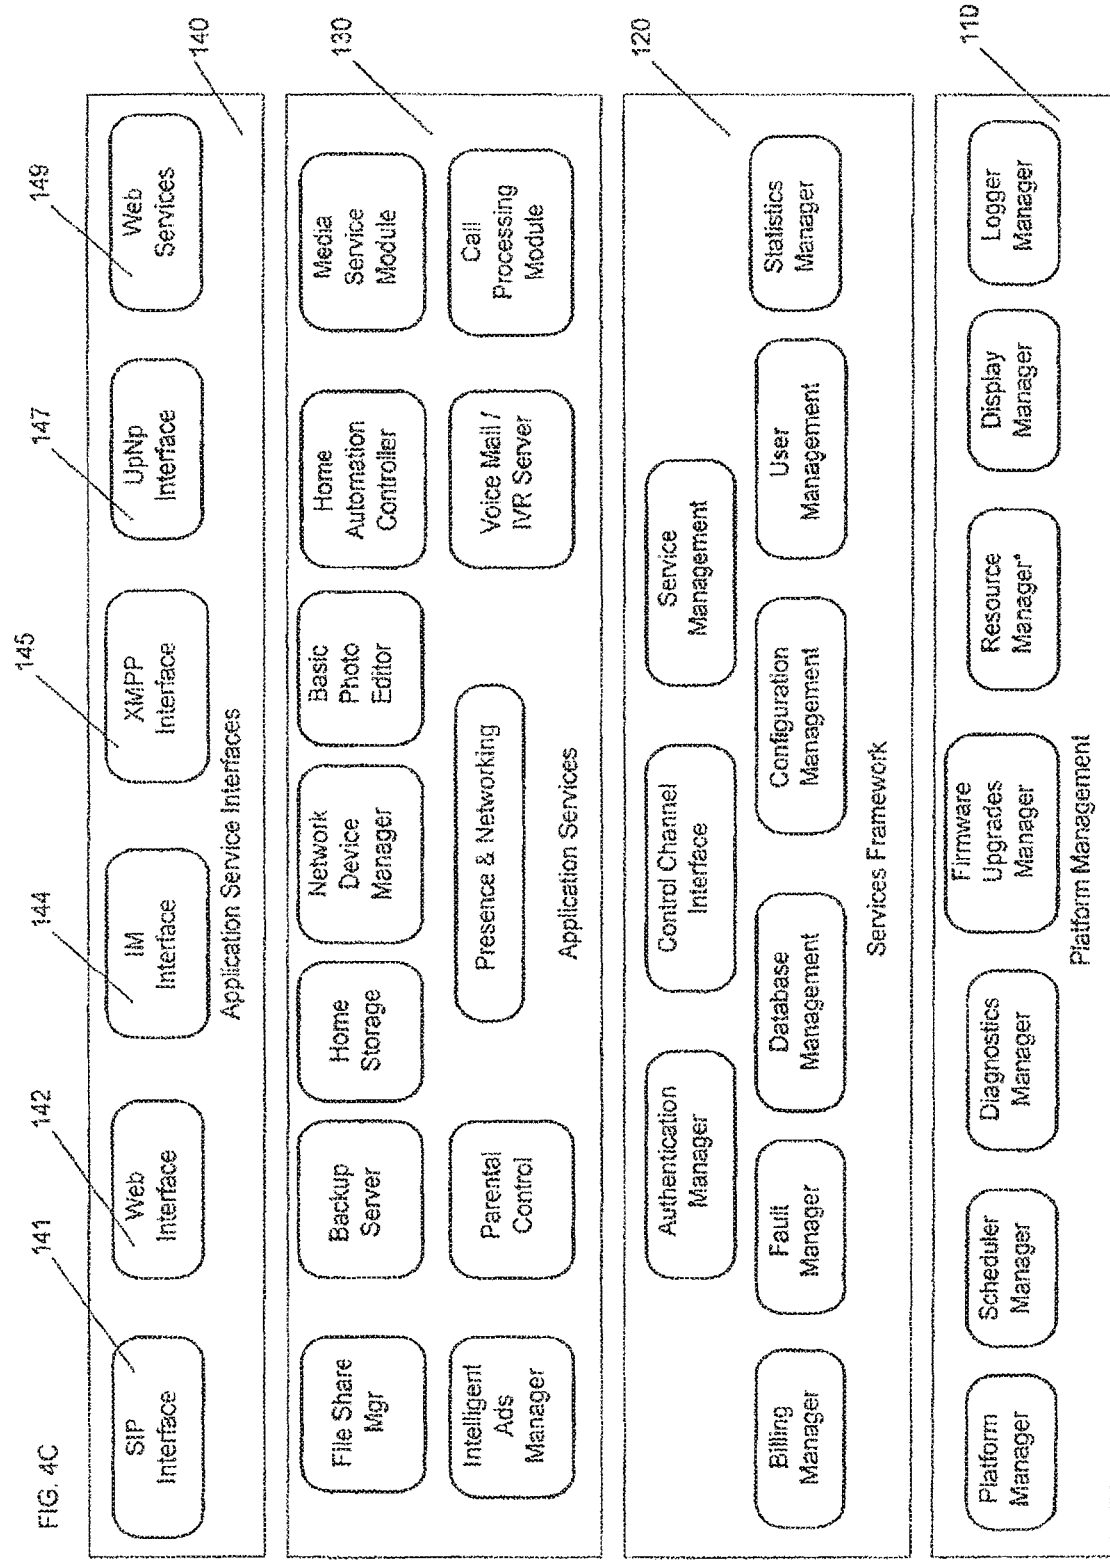 FIG. 4C
141
142
144
145
147
149
SIP
Interface
Web
Interface
IM
Interface
XMPP
Interface
UpNp
Interface
Web
Services
Application Service Interfaces
140
File Share
Mgr
Backup
Server
Home
Storage
Network
Device
Manager
Basic
Photo
Editor
Home
Automation
Controller
Media
Service
Module
130
Intelligent
Ads
Manager
Parental
Control
Presence & Networking
Voice Mail /
IVR Server
Call
Processing
Module
Application Services
Authentication
Manager
Control Channel
Interface
Service
Management
120
Billing
Manager
Fault
Manager
Database
Management
Configuration
Management
User
Management
Statistics
Manager
Services Framework
Platform
Manager
Scheduler
Manager
Diagnostics
Manager
Firmware
Upgrades
Manager
Resource
Manager*
Display
Manager
Logger
Manager
110
Platform Management